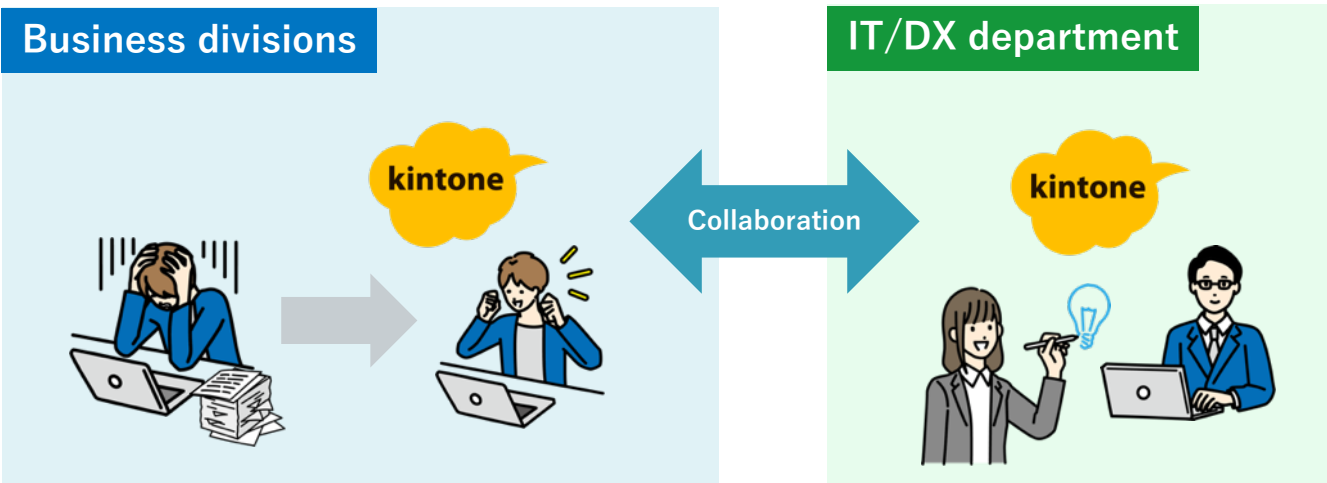 Business divisions
IT/DX department
kintone
kintone
Collaboration